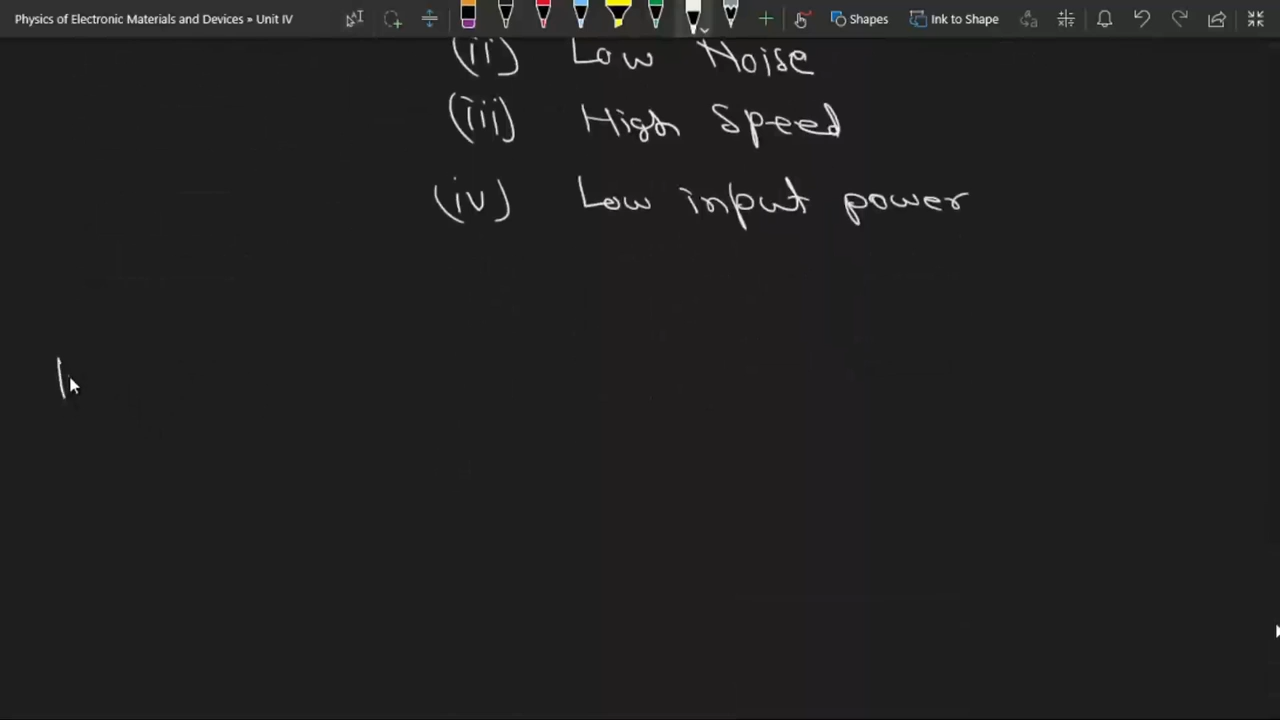 Physics of Electronic Materials and Devices » Unit IV
Shapes
Ink to Shape
(ii) Low Noise
(iii) High Speed
(iv) Low input power